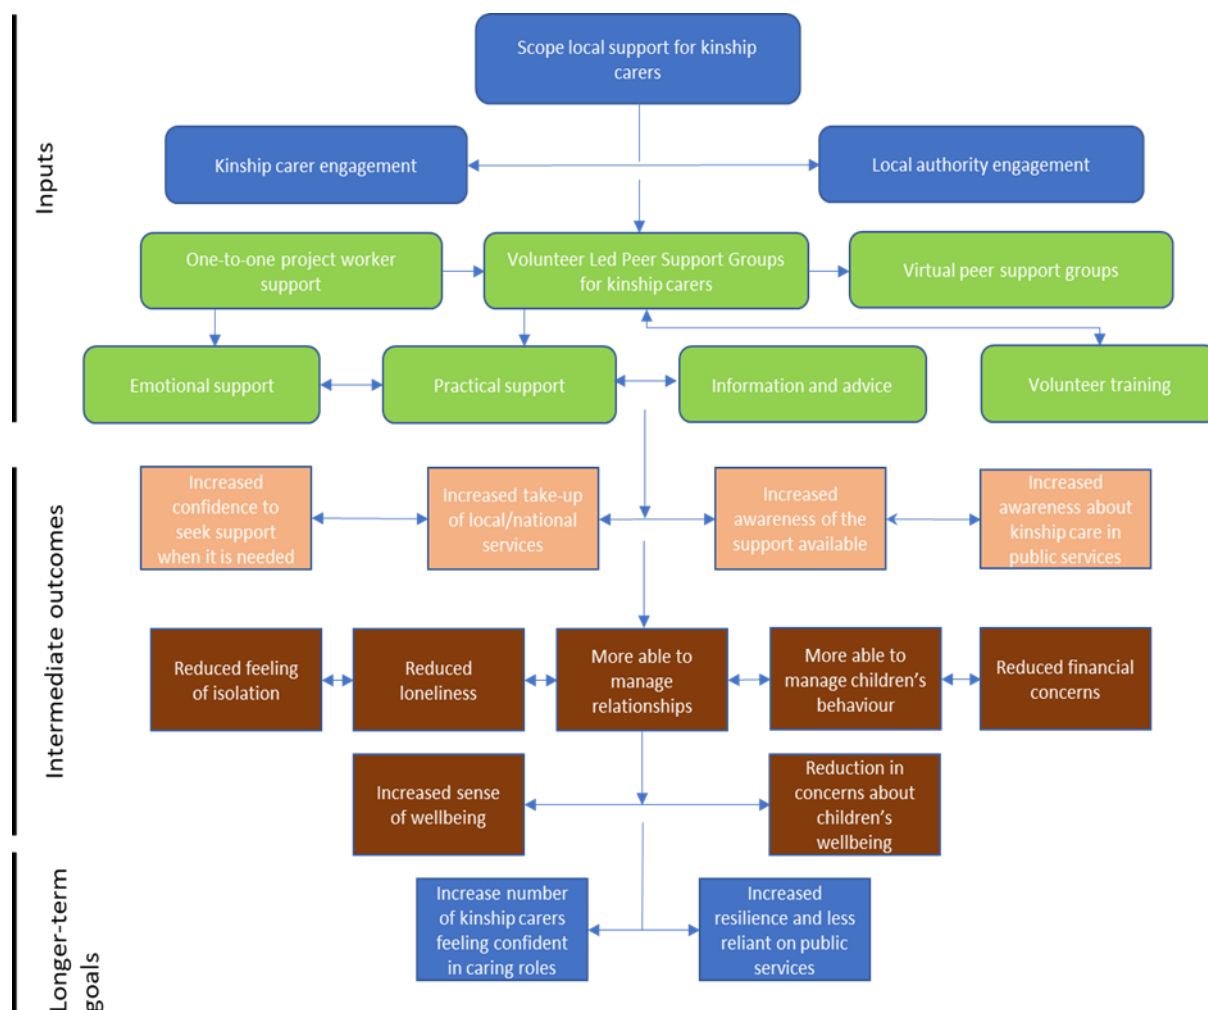 Inputs
Scope local support for kinship
carers
Kinship carer engagement
Local authority engagement
One-to-one project worker
support
Volunteer Led Peer Support Groups
for kinship carers
Virtual peer support groups
Emotional support
Practical support
Information and advice
Volunteer training
Intermediate outcomes
Increased
confidence to
seek support
when it is needed
Increased take-up
of local/national
services
Increased
awareness of the
support available
Increased
awareness about
kinship care in
public services
Reduced feeling
of isolation
Reduced
loneliness
More able to
manage
relationships
More able to
manage children’s
behaviour
Reduced financial
concerns
Increased sense
of wellbeing
Reduction in
concerns about
children’s
wellbeing
Longer-term
goals
Increase number
of kinship carers
feeling confident
in caring roles
Increased
resilience and less
reliant on public
services